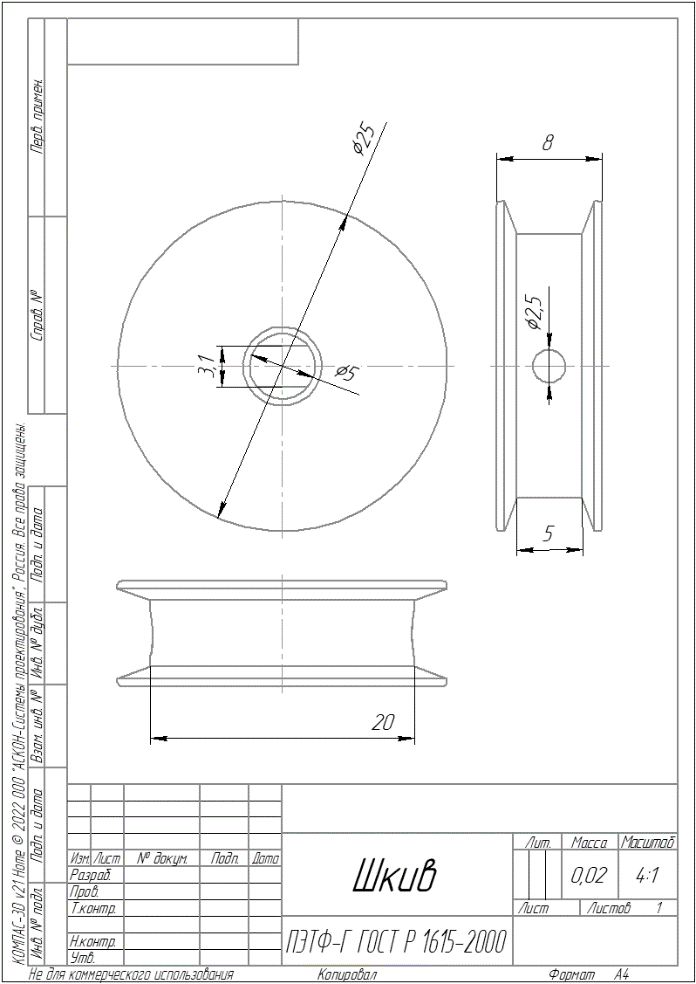 Перв. примен.
Справ. №
Подп. и дата
Инв. № дубл.
Взам. инв. №
Подп. и дата
Инв. № подл.
КОМПАС-3D v21 Home © 2022 ООО "АСКОН-Системы проектирования", Россия. Все права защищены.
⌀25
8
⌀2,5
3,1
⌀5
5
20
Изм. Лист № докум. Подп. Дата
Разраб.
Пров.
Т.контр.
Н.контр.
Утв.
Шкив
ПЭТФ-Г ГОСТ Р 1615-2000
Лит. Масса Масштаб
0,02 4:1
Лист Листов 1
Не для коммерческого использования Копировал Формат А4